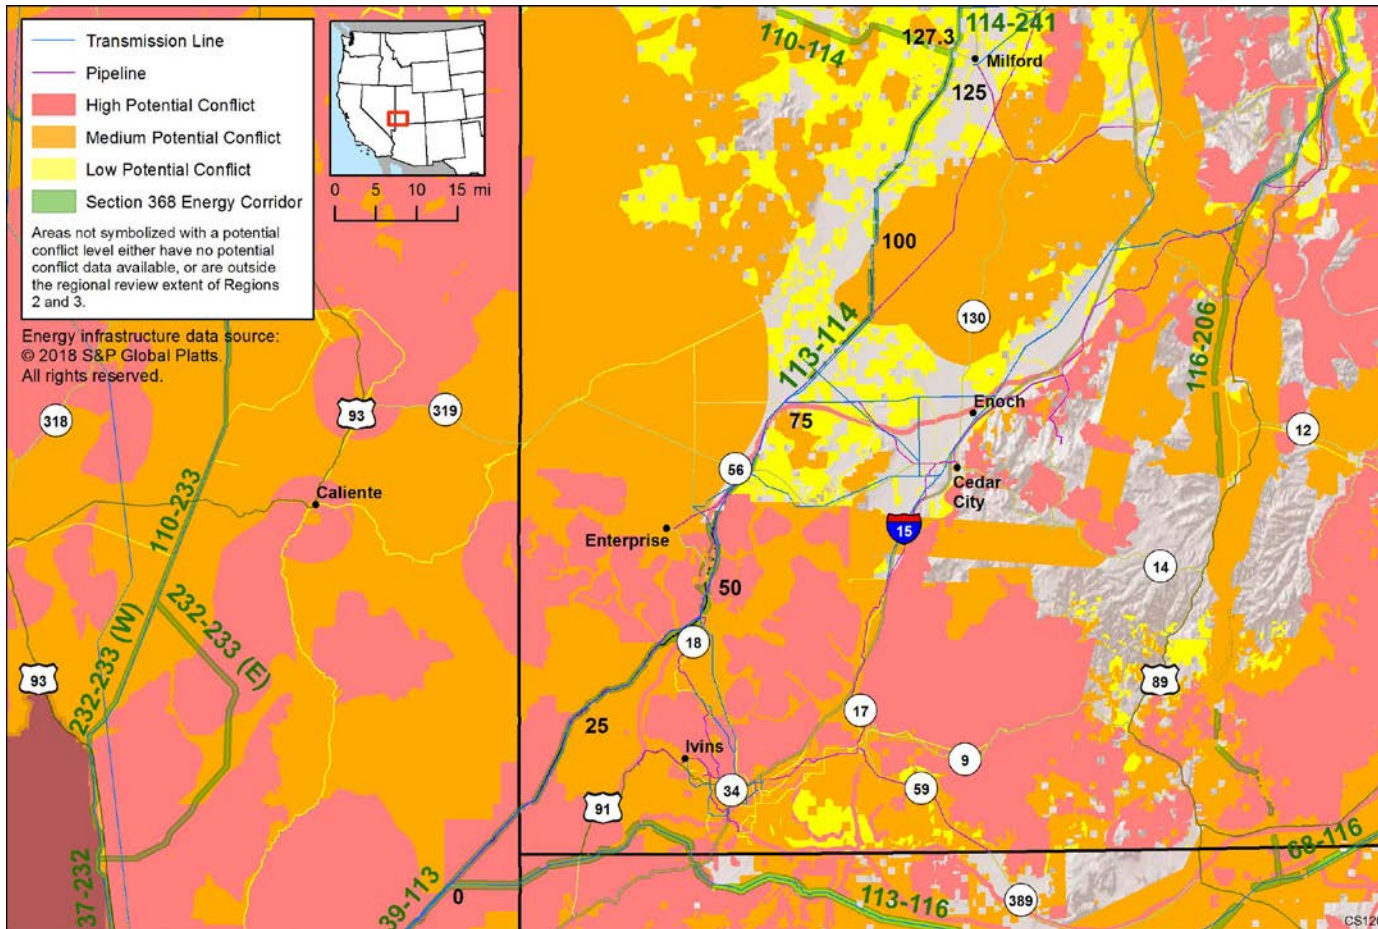 Transmission Line
Pipeline
High Potential Conflict
Medium Potential Conflict
Low Potential Conflict
Section 368 Energy Corridor
Areas not symbolized with a potential
conflict level either have no potential
conflict data available, or are outside
the regional review extent of Regions
2 and 3.
Energy infrastructure data source:
© 2018 S&P Global Platts.
All rights reserved.
0 5 10 15 mi
110-114
127.3
114-241
Milford
125
100
130
113-114
116-206
318
93
319
75
Enoch
12
56
Caliente
Cedar
City
110-233
Enterprise
15
14
50
232-233 (W)
232-233 (E)
18
93
89
25
17
Ivins
9
34
59
91
37-232
39-113
0
113-116
68-116
389
CS120